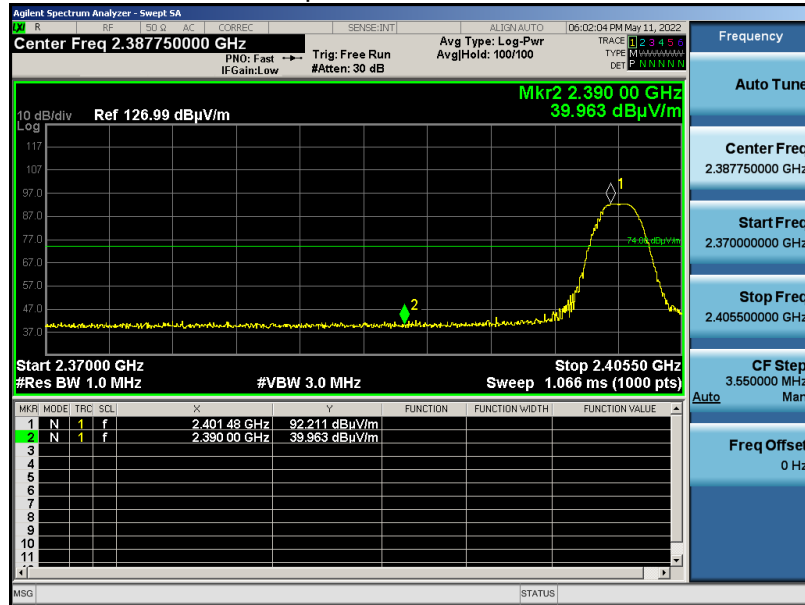 Agilent Spectrum Analyzer - Swept SA
LXI R RF 50 Ω AC CORREC SENSE:INT ALIGN AUTO 06:02:04 PM May 11, 2022
Center Freq 2.387750000 GHz
PNO: Fast
IFGain:Low
Trig: Free Run
#Atten: 30 dB
Avg Type: Log-Pwr
Avg|Hold: 100/100
TRACE 1 2 3 4 5 6
TYPE M
DET P N N N N N
Mkr2 2.390 00 GHz
39.963 dBµV/m
10 dB/div
Log
Ref 126.99 dBµV/m
117
107
97.0
87.0
77.0
67.0
57.0
47.0
37.0
1
2
Start 2.37000 GHz
Stop 2.40550 GHz
#Res BW 1.0 MHz
#VBW 3.0 MHz
Sweep 1.066 ms (1000 pts)
MKR MODE TRC SCL X Y FUNCTION FUNCTION WIDTH FUNCTION VALUE
1 N 1 f 2.401 48 GHz 92.211 dBµV/m
2 N 1 f 2.390 00 GHz 39.963 dBµV/m
3
4
5
6
7
8
9
10
11
MSG
STATUS
Frequency
Auto Tune
Center Freq
2.387750000 GHz
Start Freq
2.370000000 GHz
Stop Freq
2.405500000 GHz
CF Step
3.550000 MHz
Auto Man
Freq Offset
0 Hz